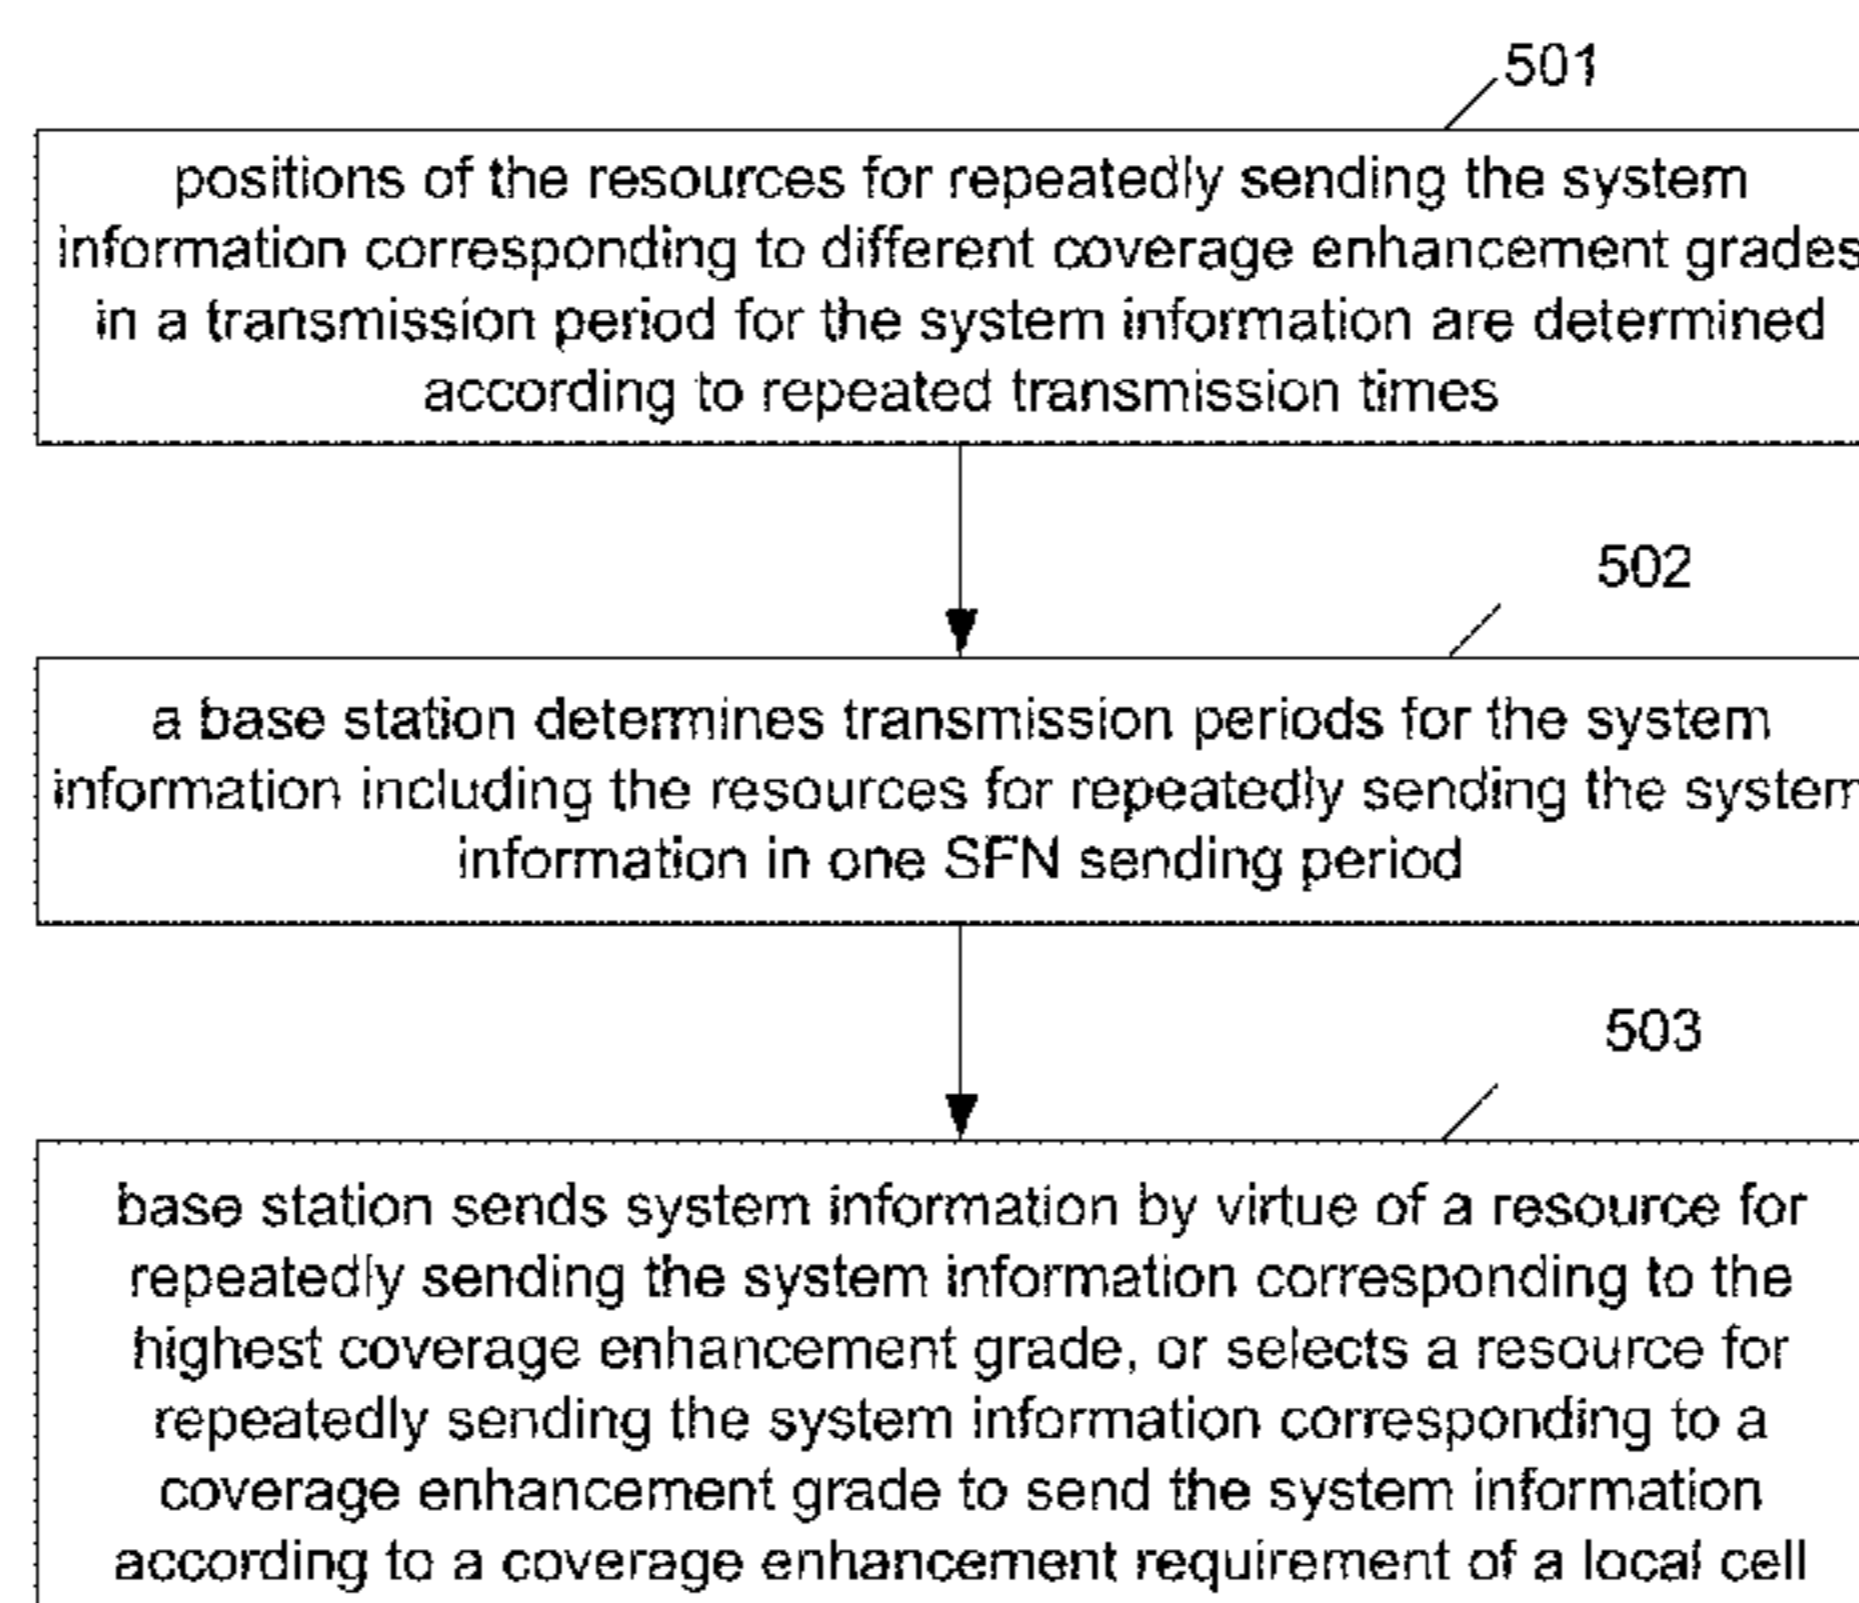 501
positions of the resources for repeatedly sending the system
information corresponding to different coverage enhancement grades
in a transmission period for the system information are determined
according to repeated transmission times
502
a base station determines transmission periods for the system
information including the resources for repeatedly sending the system
information in one SFN sending period
503
base station sends system information by virtue of a resource for
repeatedly sending the system information corresponding to the
highest coverage enhancement grade, or selects a resource for
repeatedly sending the system information corresponding to a
coverage enhancement grade to send the system information
according to a coverage enhancement requirement of a local cell